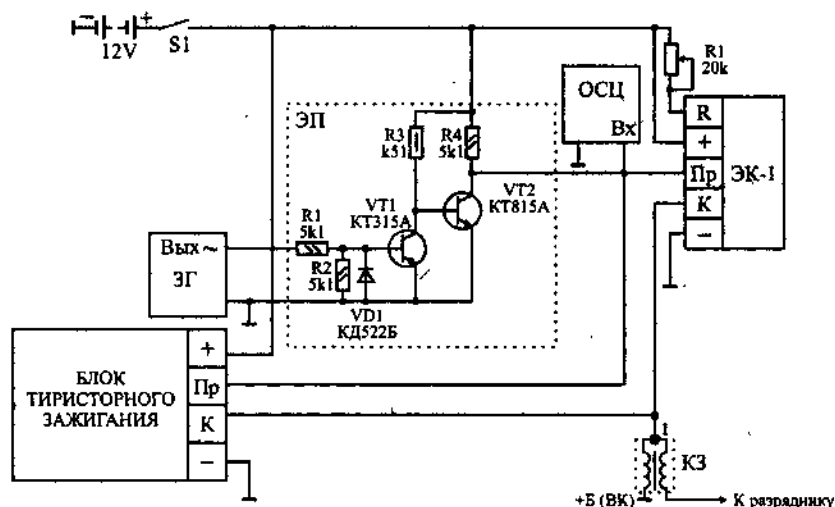 − +
12V
S1
R1
20k
ОСЦ
Вх
R
+
Пр
К
−
ЭК-1
ЭП
R3
k51
R4
5k1
VT1
КТ315А
VT2
КТ815А
Вых ~
ЗГ
R1
5k1
R2
5k1
VD1
КД522Б
БЛОК
ТИРИСТОРНОГО
ЗАЖИГАНИЯ
+
Пр
К
−
1
КЗ
+Б (ВК)
К разряднику